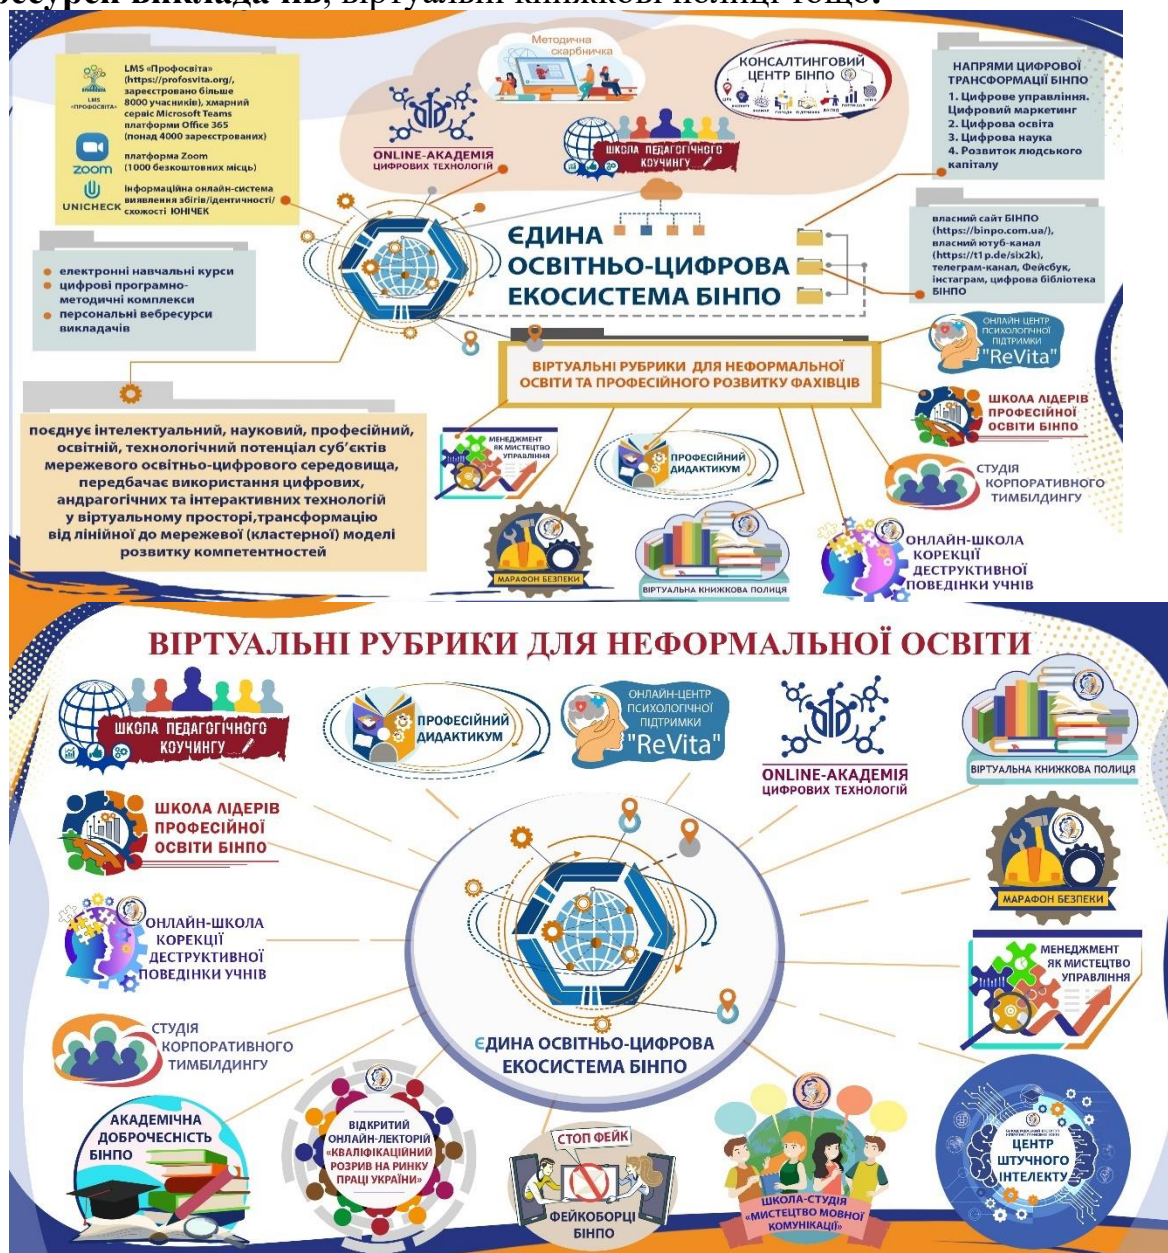 викладачів, віртуальні книжкові полиці тощо.
LMS «Профосвіта»
(https://profosvita.org/,
зареєстровано більше
8000 учасників), хмарний
сервіс Microsoft Teams
платформи Office 365
(понад 4000 зареєстрованих)
LMS
«ПРОФОСВІТА»
zoom
платформа Zoom
(1000 безкоштовних місць)
UNICHECK
інформаційна онлайн-система
виявлення збігів/ідентичності/
схожості ЮНІЧЕК
Методична
скарбничка
ONLINE-АКАДЕМІЯ
ЦИФРОВИХ ТЕХНОЛОГІЙ
ШКОЛА ПЕДАГОГІЧНОГО
КОУЧИНГУ
КОНСАЛТИНГОВИЙ
ЦЕНТР БІНПО
НАПРЯМИ ЦИФРОВОЇ
ТРАНСФОРМАЦІЇ БІНПО
1. Цифрове управління.
Цифровий маркетинг
2. Цифрова освіта
3. Цифрова наука
4. Розвиток людського
капіталу
електронні навчальні курси
цифрові програмно-
методичні комплекси
персональні вебресурси
викладачів
ЄДИНА
ОСВІТНЬО-ЦИФРОВА
ЕКОСИСТЕМА БІНПО
власний сайт БІНПО
(https://binpo.com.ua/),
власний ютуб-канал
(https://t1p.de/six2k),
телеграм-канал, Фейсбук,
інстаграм, цифрова бібліотека
БІНПО
ВІРТУАЛЬНІ РУБРИКИ ДЛЯ НЕФОРМАЛЬНОЇ
ОСВІТИ ТА ПРОФЕСІЙНОГО РОЗВИТКУ ФАХІВЦІВ
ОНЛАЙН-ЦЕНТР
ПСИХОЛОГІЧНОЇ
ПІДТРИМКИ
"ReVita"
ШКОЛА ЛІДЕРІВ
ПРОФЕСІЙНОЇ
ОСВІТИ БІНПО
поєднує інтелектуальний, науковий, професійний,
освітній, технологічний потенціал суб'єктів
мережевого освітньо-цифрового середовища,
передбачає використання цифрових,
андрагогічних та інтерактивних технологій
у віртуальному просторі,трансформацію
від лінійної до мережевої (кластерної) моделі
розвитку компетентностей
МЕНЕДЖМЕНТ
ЯК МИСТЕЦТВО
УПРАВЛІННЯ
ПРОФЕСІЙНИЙ
ДИДАКТИКУМ
СТУДІЯ
КОРПОРАТИВНОГО
ТИМБІЛДИНГУ
МАРАФОН БЕЗПЕКИ
ВІРТУАЛЬНА КНИЖКОВА ПОЛИЦЯ
ОНЛАЙН-ШКОЛА
КОРЕКЦІЇ
ДЕСТРУКТИВНОЇ
ПОВЕДІНКИ УЧНІВ
ВІРТУАЛЬНІ РУБРИКИ ДЛЯ НЕФОРМАЛЬНОЇ ОСВІТИ
ШКОЛА ПЕДАГОГІЧНОГО
КОУЧИНГУ
ПРОФЕСІЙНИЙ
ДИДАКТИКУМ
ОНЛАЙН-ЦЕНТР
ПСИХОЛОГІЧНОЇ
ПІДТРИМКИ
"ReVita"
ONLINE-АКАДЕМІЯ
ЦИФРОВИХ ТЕХНОЛОГІЙ
ВІРТУАЛЬНА КНИЖКОВА ПОЛИЦЯ
ШКОЛА ЛІДЕРІВ
ПРОФЕСІЙНОЇ
ОСВІТИ БІНПО
МАРАФОН БЕЗПЕКИ
ОНЛАЙН-ШКОЛА
КОРЕКЦІЇ
ДЕСТРУКТИВНОЇ
ПОВЕДІНКИ УЧНІВ
МЕНЕДЖМЕНТ
ЯК МИСТЕЦТВО
УПРАВЛІННЯ
СТУДІЯ
КОРПОРАТИВНОГО
ТИМБІЛДИНГУ
ЄДИНА ОСВІТНЬО-ЦИФРОВА
ЕКОСИСТЕМА БІНПО
АКАДЕМІЧНА
ДОБРОЧЕСНІСТЬ
БІНПО
ВІДКРИТИЙ
ОНЛАЙН-ЛЕКТОРІЙ
«КВАЛІФІКАЦІЙНИЙ
РОЗРИВ НА РИНКУ
ПРАЦІ УКРАЇНИ»
СТОП ФЕЙК
ФЕЙКОБОРЦІ
БІНПО
ШКОЛА-СТУДІЯ
«МИСТЕЦТВО МОВНОЇ
КОМУНІКАЦІЇ»
ЦЕНТР
ШТУЧНОГО
ІНТЕЛЕКТУ